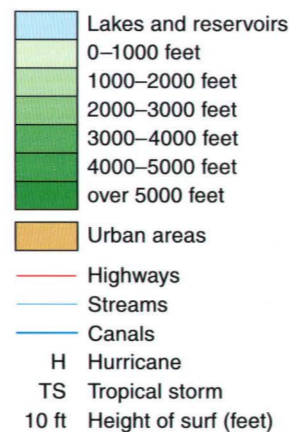 Lakes and reservoirs
0–1000 feet
1000–2000 feet
2000–3000 feet
3000–4000 feet
4000–5000 feet
over 5000 feet
Urban areas
Highways
Streams
Canals
H Hurricane
TS Tropical storm
10 ft Height of surf (feet)